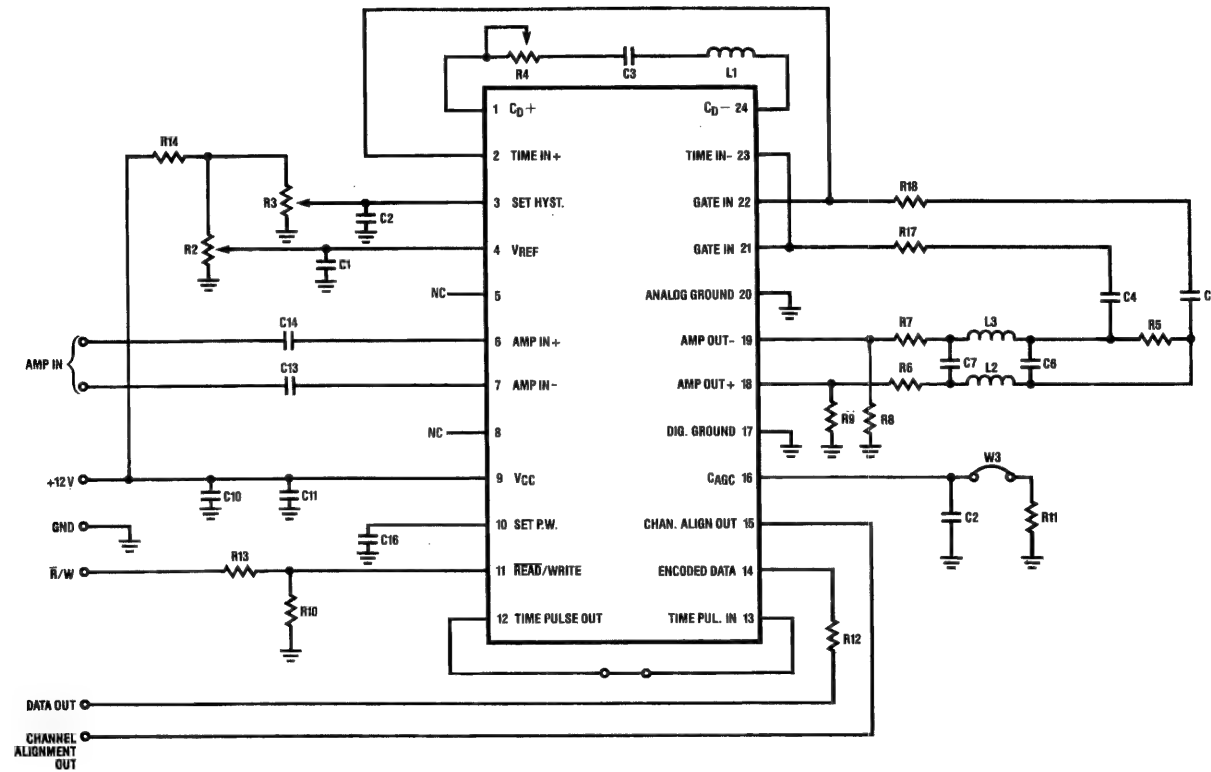 R4
C3
L1
1 CD+
CD− 24
R14
2 TIME IN+
TIME IN- 23
R3
3 SET HYST.
C2
GATE IN 22
R18
R2
4 VREF
C1
GATE IN 21
R17
NC
5
ANALOG GROUND 20
C4
C
C14
6 AMP IN+
AMP OUT- 19
R7
L3
R5
AMP IN
C13
7 AMP IN-
AMP OUT+ 18
R6
C7
L2
C6
NC
8
DIG. GROUND 17
R9
R8
+12V
C10
C11
9 VCC
CAGC 16
W3
GND
10 SET P.W.
C16
CHAN. ALIGN OUT 15
C2
R11
R̅/W
R13
11 R̅E̅A̅D̅/WRITE
ENCODED DATA 14
R10
12 TIME PULSE OUT
TIME PUL. IN 13
R12
DATA OUT
CHANNEL
ALIGNMENT
OUT